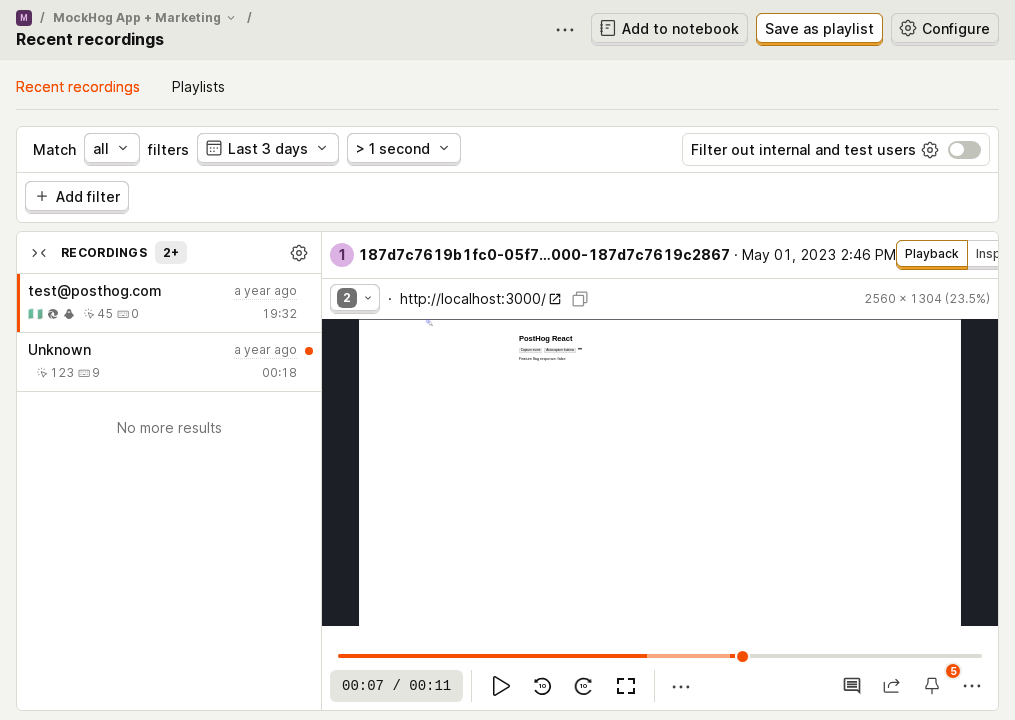 M / MockHog App + Marketing /
Recent recordings
Add to notebook
Save as playlist
Configure
Recent recordings
Playlists
Match all filters Last 3 days > 1 second
Filter out internal and test users
Add filter
RECORDINGS 2+
test@posthog.com a year ago
45 0 19:32
Unknown a year ago
123 9 00:18
No more results
1 187d7c7619b1fc0-05f7...000-187d7c7619c2867 · May 01, 2023 2:46 PM
Playback Insp
2 · http://localhost:3000/ 2560 × 1304 (23.5%)
PostHog React
Feature flag response: false
00:07 / 00:11
10
10
5